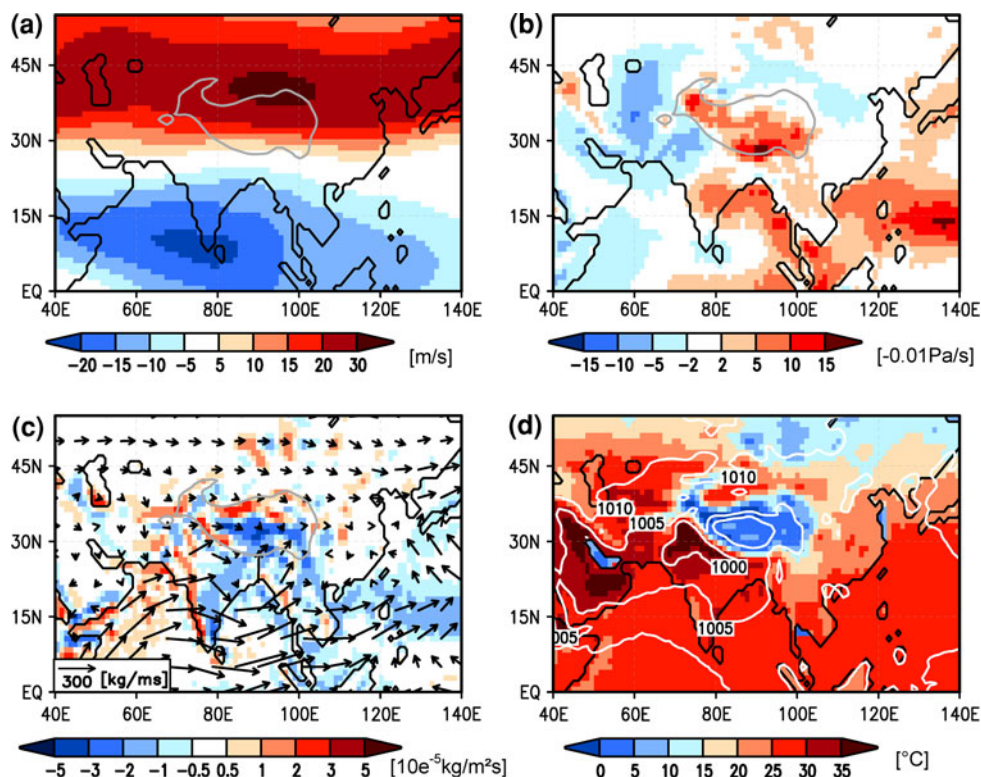 (a)
(b)
45N
30N
15N
EQ
40E 60E 80E 100E 120E 140E
−20 −15 −10 −5 5 10 15 20 30
[m/s]
45N
30N
15N
EQ
40E 60E 80E 100E 120E 140E
−15 −10 −5 −2 2 5 10 15
[-0.01Pa/s]
(c)
(d)
45N
30N
15N
EQ
300 [kg/ms]
40E 60E 80E 100E 120E 140E
−5 −3 −2 −1 −0.5 0.5 1 2 3 5
[10e⁻⁵kg/m²s]
45N
30N
15N
EQ
1010
1010
1005
1000
1005
005
40E 60E 80E 100E 120E 140E
0 5 10 15 20 25 30 35
[°C]